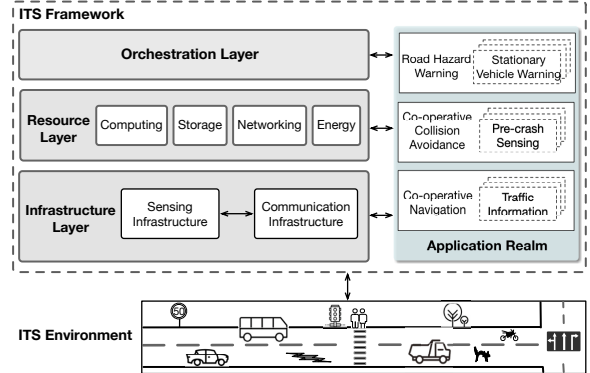 ITS Framework
Orchestration Layer
Resource
Layer
Computing
Storage
Networking
Energy
Infrastructure
Layer
Sensing
Infrastructure
Communication
Infrastructure
Road Hazard
Warning
Stationary
Vehicle Warning
Co-operative
Collision
Avoidance
Pre-crash
Sensing
Co-operative
Navigation
Traffic
Information
Application Realm
ITS Environment
50